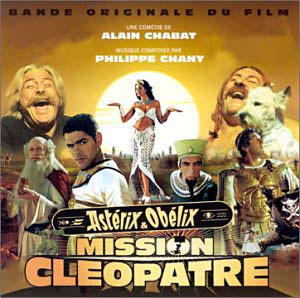 BANDE ORIGINALE DU FILM
UNE COMÉDIE DE
ALAIN CHABAT
MUSIQUE COMPOSÉE PAR
PHILIPPE CHANY
Astérix & Obélix
MISSION
CLEOPATRE